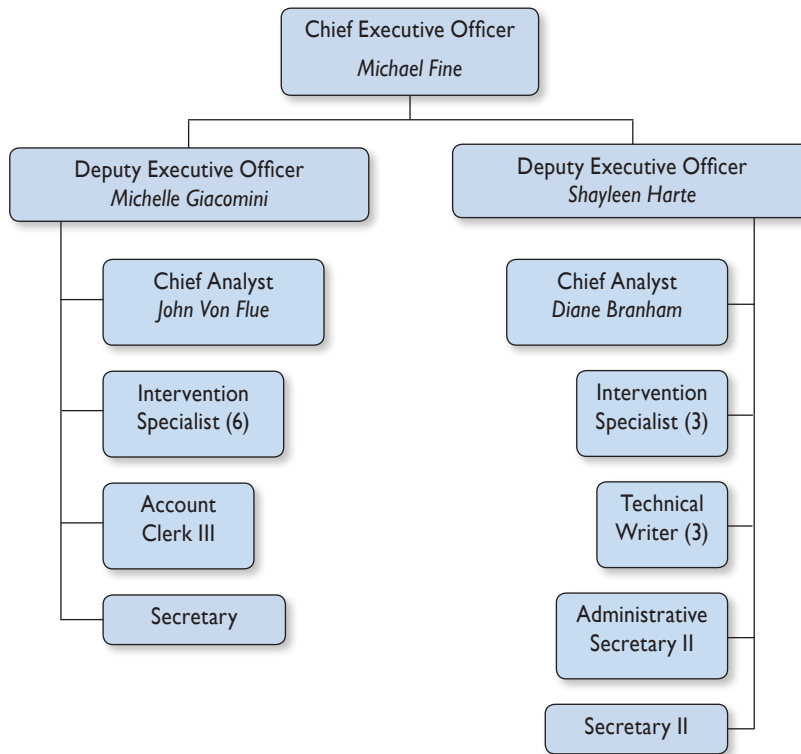 Chief Executive Officer
Michael Fine
Deputy Executive Officer
Michelle Giacomini
Deputy Executive Officer
Shayleen Harte
Chief Analyst
John Von Flue
Intervention
Specialist (6)
Account
Clerk III
Secretary
Chief Analyst
Diane Branham
Intervention
Specialist (3)
Technical
Writer (3)
Administrative
Secretary II
Secretary II